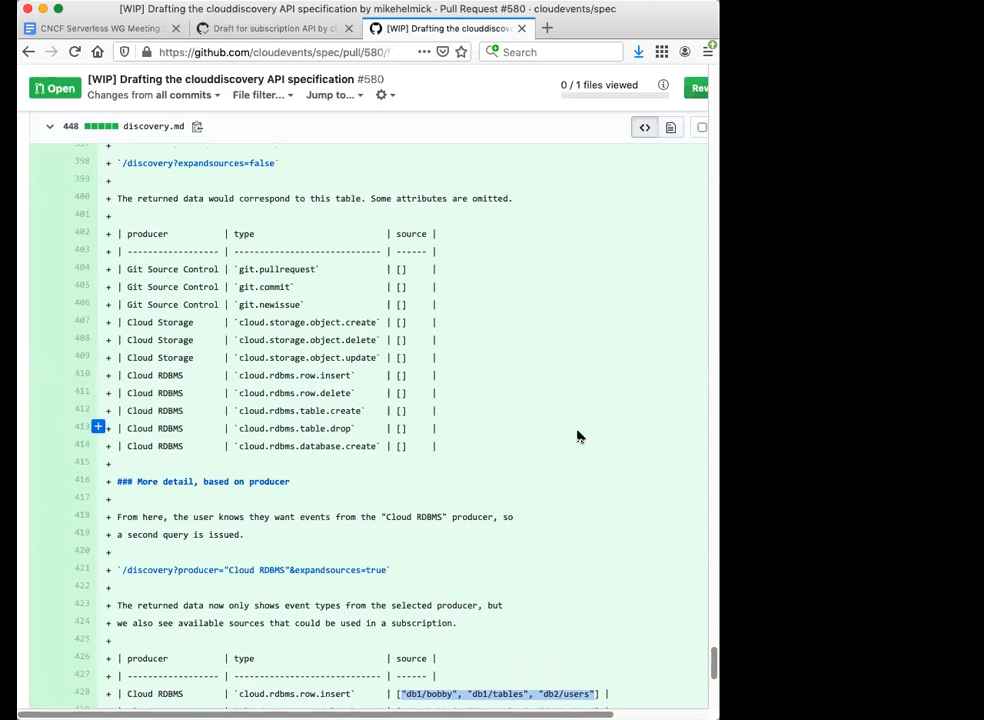 [WIP] Drafting the clouddiscovery API specification by mikehelmick · Pull Request #580 · cloudevents/spec
CNCF Serverless WG Meeting
Draft for subscription API by cl
[WIP] Drafting the clouddiscov
https://github.com/cloudevents/spec/pull/580/f
Search
Open
[WIP] Drafting the clouddiscovery API specification #580
Changes from all commits
File filter...
Jump to...
0 / 1 files viewed
Rev
448
discovery.md
398 + `/discovery?expandsources=false`
399 +
400 + The returned data would correspond to this table. Some attributes are omitted.
401 +
402 + | producer | type | source |
403 + | ------------------ | ----------------------------- | ------ |
404 + | Git Source Control | `git.pullrequest` | [] |
405 + | Git Source Control | `git.commit` | [] |
406 + | Git Source Control | `git.newissue` | [] |
407 + | Cloud Storage | `cloud.storage.object.create` | [] |
408 + | Cloud Storage | `cloud.storage.object.delete` | [] |
409 + | Cloud Storage | `cloud.storage.object.update` | [] |
410 + | Cloud RDBMS | `cloud.rdbms.row.insert` | [] |
411 + | Cloud RDBMS | `cloud.rdbms.row.delete` | [] |
412 + | Cloud RDBMS | `cloud.rdbms.table.create` | [] |
413 + | Cloud RDBMS | `cloud.rdbms.table.drop` | [] |
414 + | Cloud RDBMS | `cloud.rdbms.database.create` | [] |
415 +
416 + ### More detail, based on producer
417 +
418 + From here, the user knows they want events from the "Cloud RDBMS" producer, so
419 + a second query is issued.
420 +
421 + `/discovery?producer="Cloud RDBMS"&expandsources=true`
422 +
423 + The returned data now only shows event types from the selected producer, but
424 + we also see available sources that could be used in a subscription.
425 +
426 + | producer | type | source |
427 + | ------------------ | ----------------------------- | ------ |
428 + | Cloud RDBMS | `cloud.rdbms.row.insert` | ["db1/bobby", "db1/tables", "db2/users"] |